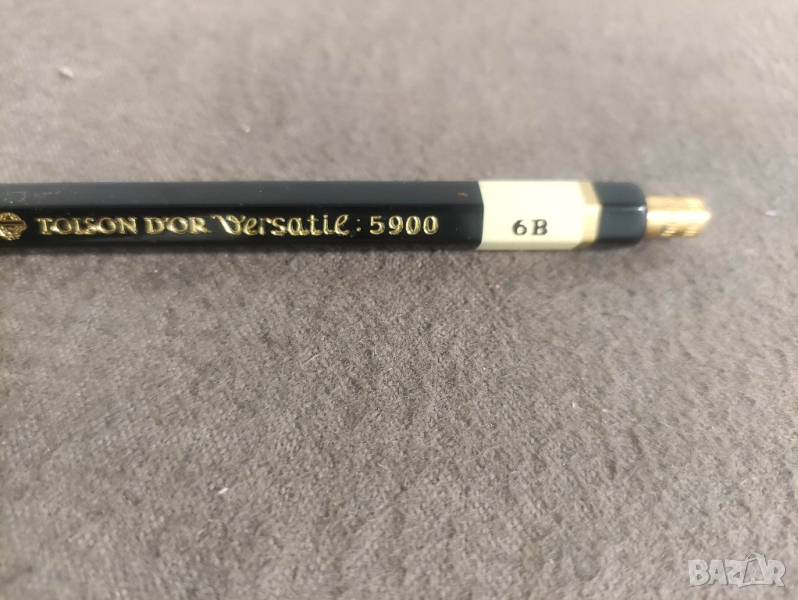 TOISON D'OR Versatil: 5900
6B
BAZAR